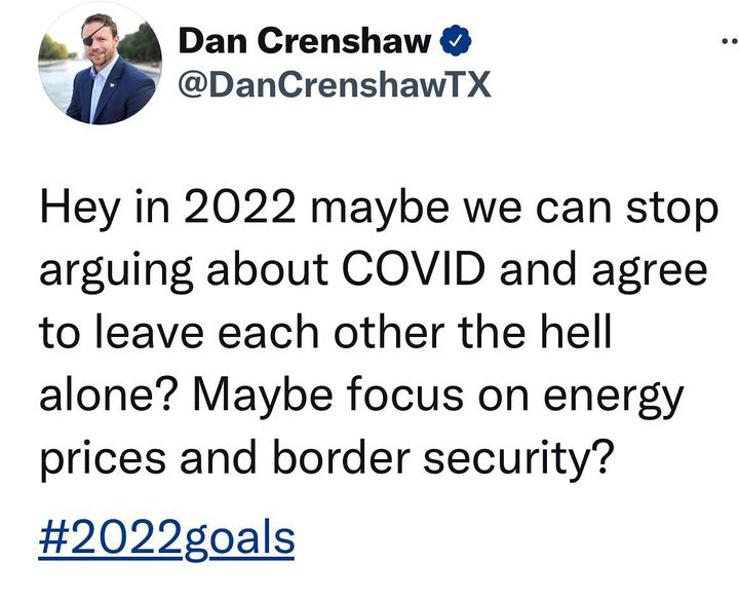 Dan Crenshaw
@DanCrenshawTX
Hey in 2022 maybe we can stop
arguing about COVID and agree
to leave each other the hell
alone? Maybe focus on energy
prices and border security?
#2022goals